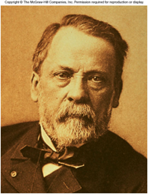 Copyright © The McGraw-Hill Companies, Inc. Permission required for reproduction or display.